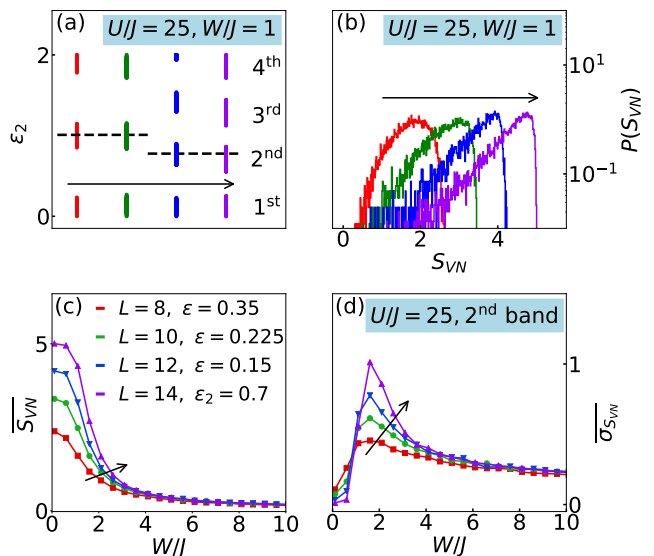 (a) U/J = 25, W/J = 1
2
4th
3rd
2nd
1st
0
ε₂
(b) U/J = 25, W/J = 1
10¹
10⁻¹
P(S_VN)
0 2 4
S_VN
(c)
L = 8, ε = 0.35
L = 10, ε = 0.225
L = 12, ε = 0.15
L = 14, ε₂ = 0.7
5
0
S_VN
0 2 4 6 8 10
W/J
(d) U/J = 25, 2nd band
1
0
σ_S_VN
0 2 4 6 8 10
W/J